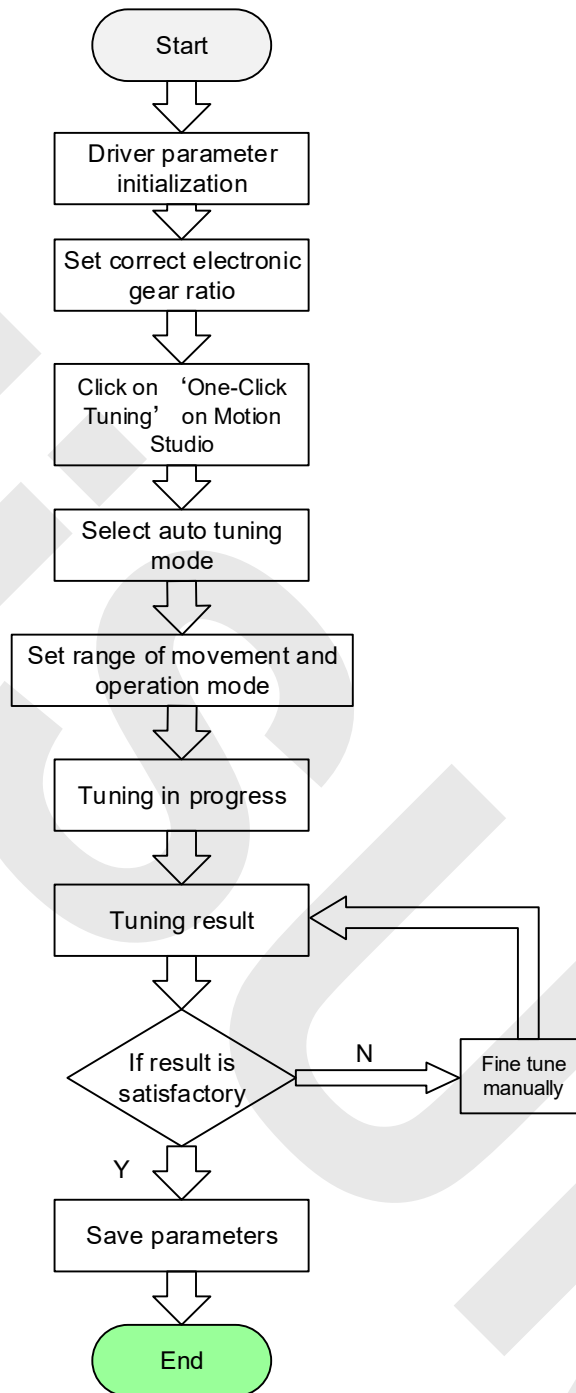 Start
Driver parameter
initialization
Set correct electronic
gear ratio
Click on ‘One-Click
Tuning’ on Motion
Studio
Select auto tuning
mode
Set range of movement and
operation mode
Tuning in progress
Tuning result
If result is
satisfactory
N
Fine tune
manually
Y
Save parameters
End